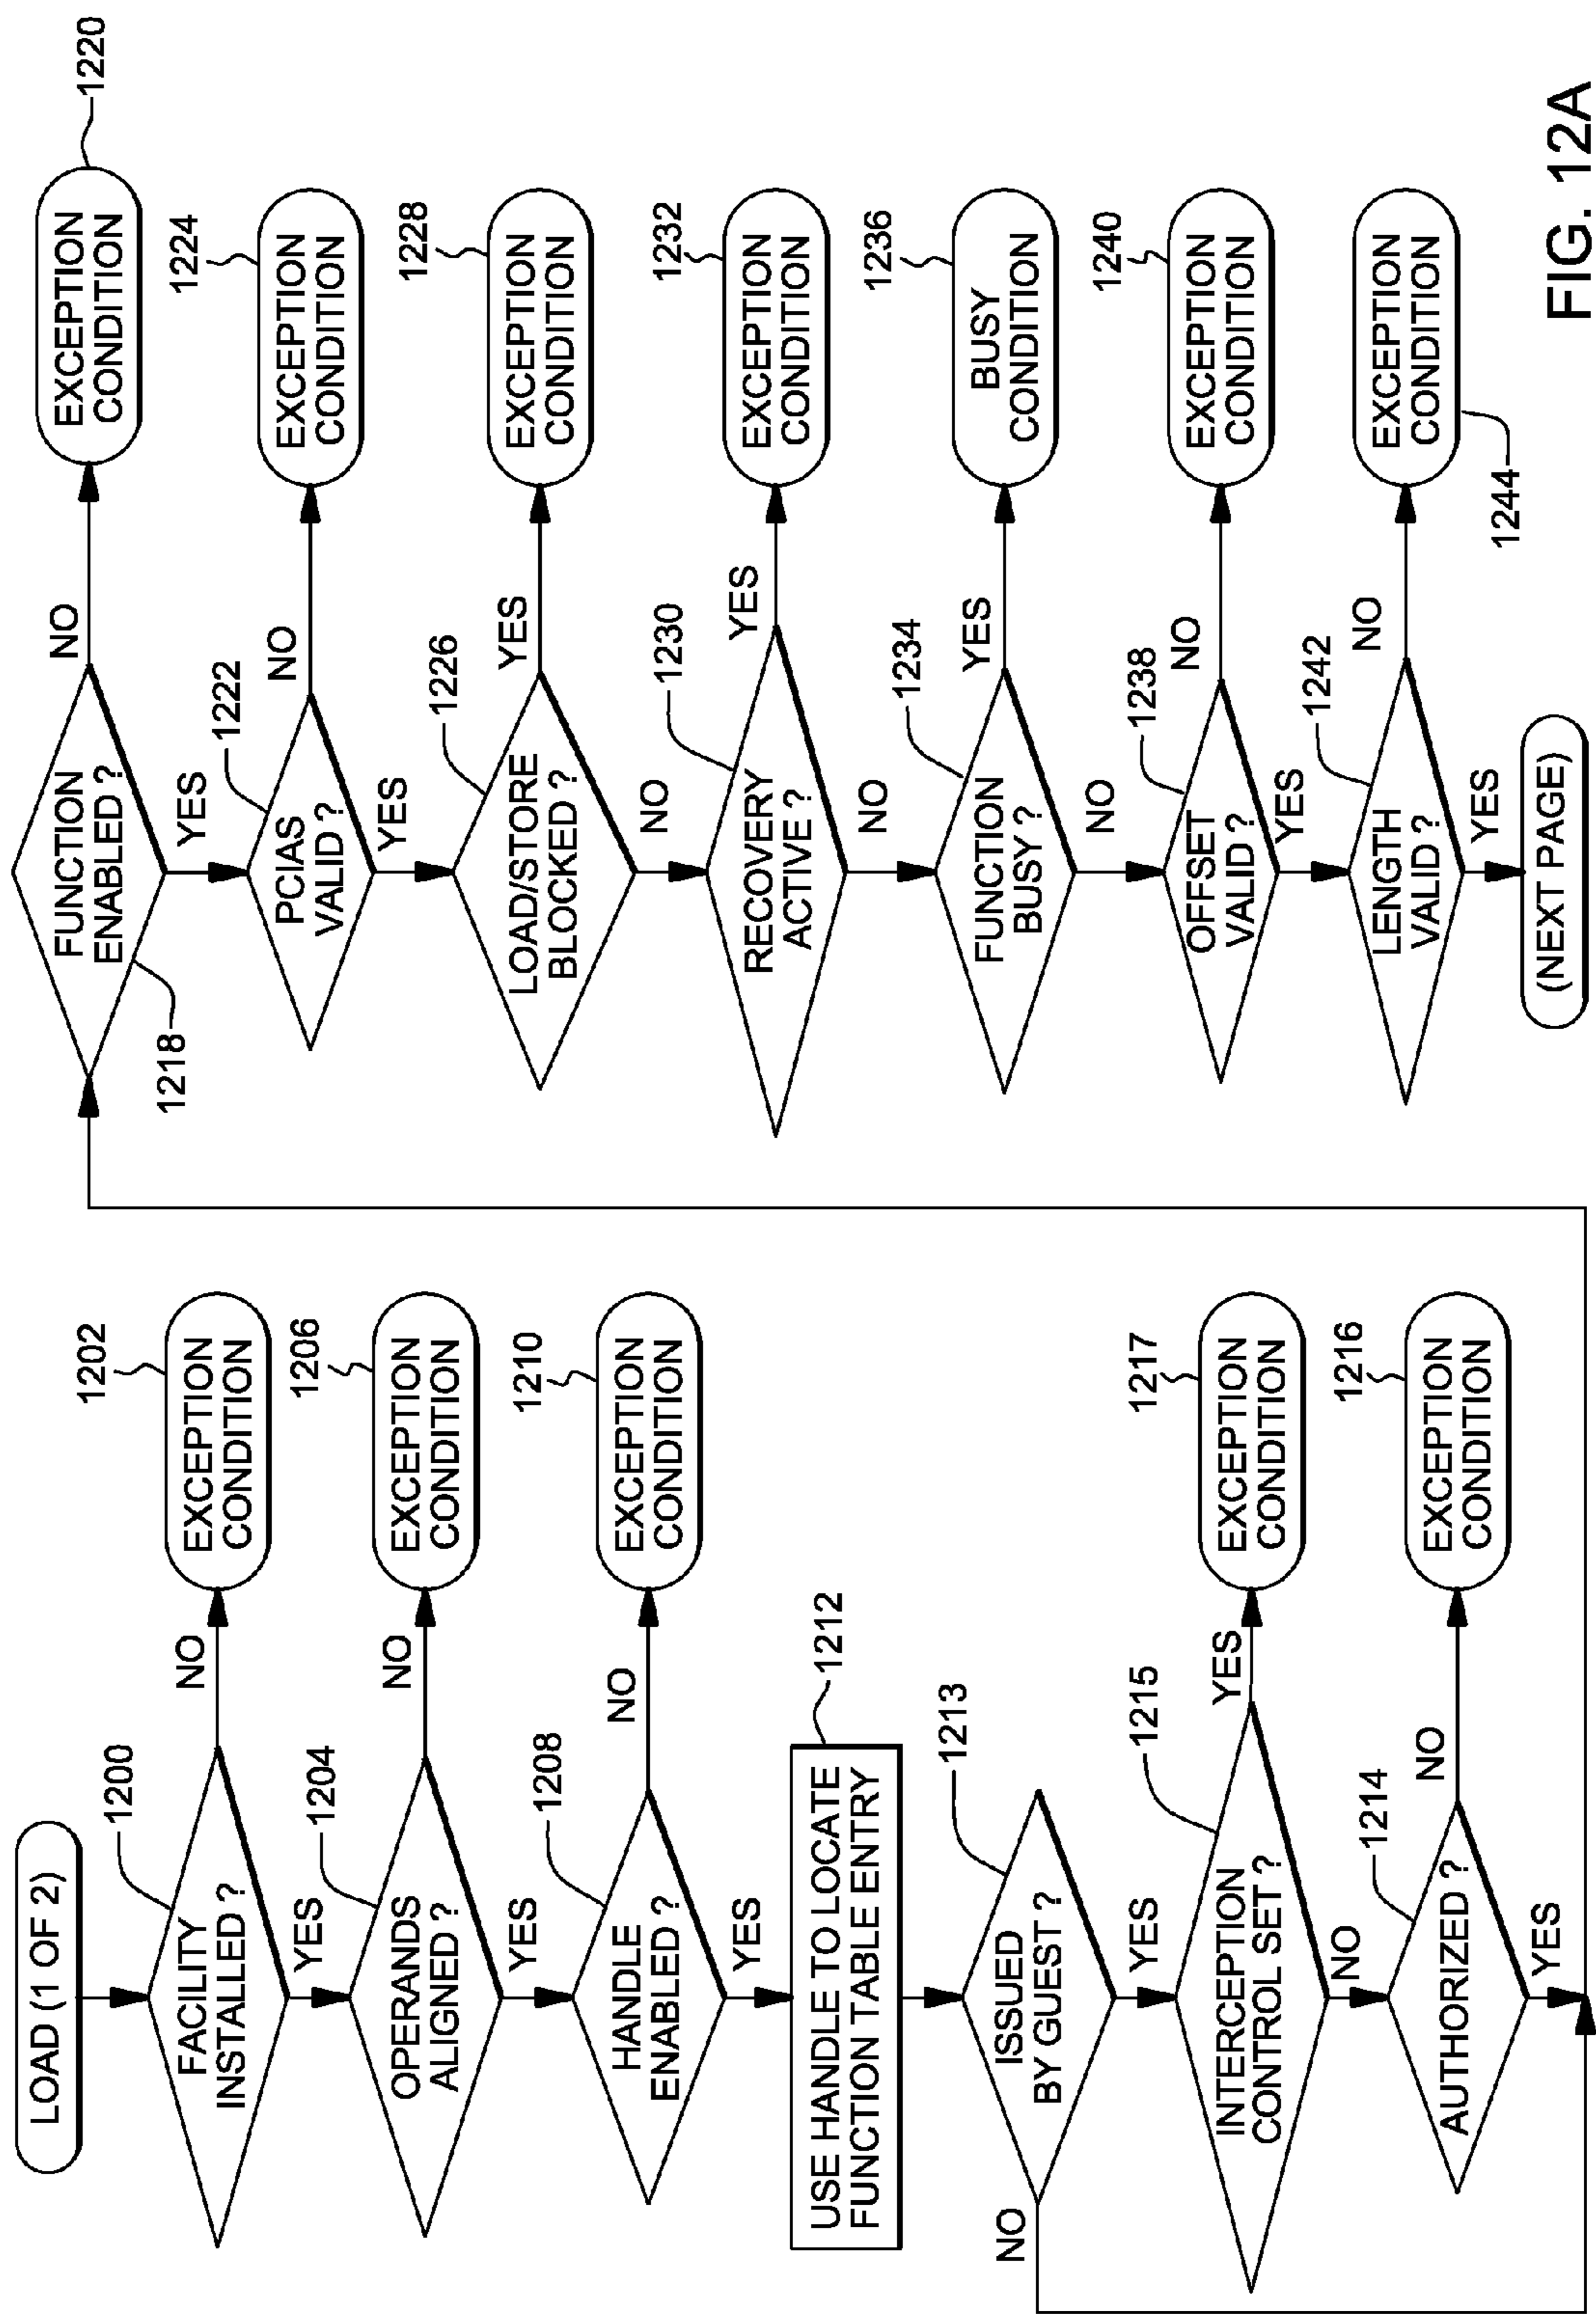 LOAD (1 OF 2)
1200
FACILITY
INSTALLED ?
NO
1202
EXCEPTION
CONDITION
YES
1204
OPERANDS
ALIGNED ?
NO
1206
EXCEPTION
CONDITION
YES
1208
HANDLE
ENABLED ?
NO
1210
EXCEPTION
CONDITION
YES
1212
USE HANDLE TO LOCATE
FUNCTION TABLE ENTRY
1213
ISSUED
BY GUEST ?
NO
YES
1215
INTERCEPTION
CONTROL SET ?
YES
1217
EXCEPTION
CONDITION
NO
1214
AUTHORIZED ?
NO
1216
EXCEPTION
CONDITION
YES
1218
FUNCTION
ENABLED ?
NO
1220
EXCEPTION
CONDITION
YES
1222
PCIAS
VALID ?
NO
1224
EXCEPTION
CONDITION
YES
1226
LOAD/STORE
BLOCKED ?
YES
1228
EXCEPTION
CONDITION
NO
1230
RECOVERY
ACTIVE ?
YES
1232
EXCEPTION
CONDITION
NO
1234
FUNCTION
BUSY ?
YES
1236
BUSY
CONDITION
NO
1238
OFFSET
VALID ?
NO
1240
EXCEPTION
CONDITION
YES
1242
LENGTH
VALID ?
NO
EXCEPTION
CONDITION
1244
YES
(NEXT PAGE)
FIG. 12A